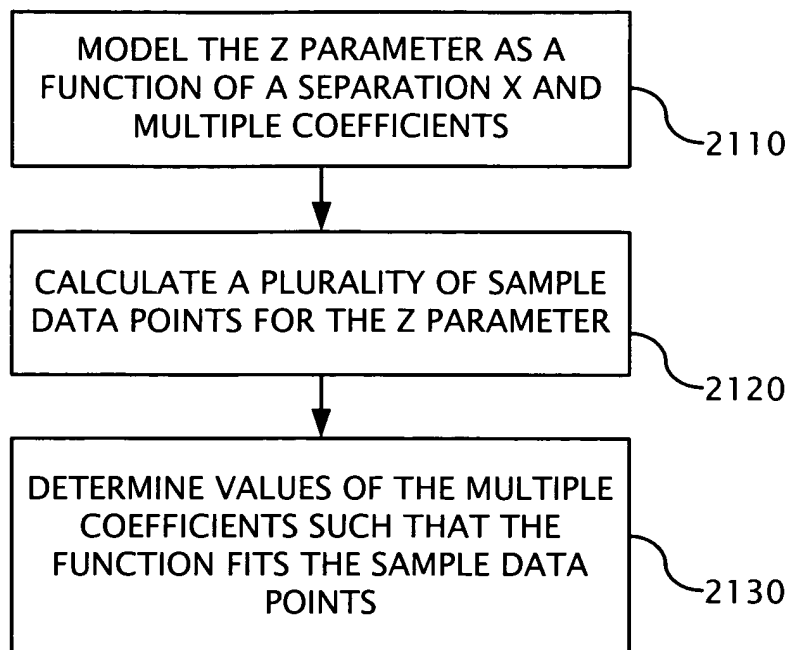 MODEL THE Z PARAMETER AS A
FUNCTION OF A SEPARATION X AND
MULTIPLE COEFFICIENTS
2110
CALCULATE A PLURALITY OF SAMPLE
DATA POINTS FOR THE Z PARAMETER
2120
DETERMINE VALUES OF THE MULTIPLE
COEFFICIENTS SUCH THAT THE
FUNCTION FITS THE SAMPLE DATA
POINTS
2130